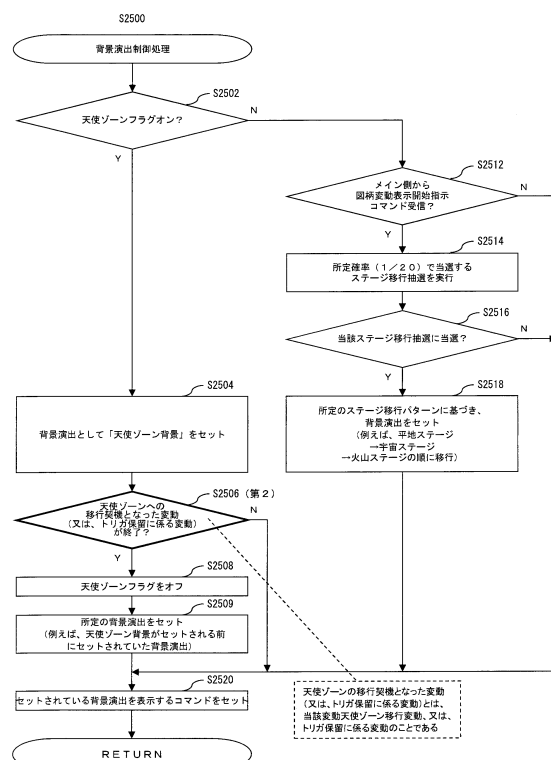 S2500
背景演出制御処理
S2502
天使ゾーンフラグオン？
N
Y
S2512
メイン側から
図柄変動表示開始指示
コマンド受信？
N
Y
S2514
所定確率（１／２０）で当選する
ステージ移行抽選を実行
S2516
当該ステージ移行抽選に当選？
N
Y
S2504
背景演出として「天使ゾーン背景」をセット
S2518
所定のステージ移行パターンに基づき、
背景演出をセット
（例えば、平地ステージ
→宇宙ステージ
→火山ステージの順に移行）
S2506（第２）
天使ゾーンへの
移行契機となった変動
（又は、トリガ保留に係る変動）
が終了？
N
Y
S2508
天使ゾーンフラグをオフ
S2509
所定の背景演出をセット
（例えば、天使ゾーン背景がセットされる前
にセットされていた背景演出）
S2520
セットされている背景演出を表示するコマンドをセット
天使ゾーンの移行契機となった変動
（又は、トリガ保留に係る変動）とは、
当該変動天使ゾーン移行変動、又は、
トリガ保留に係る変動のことである
RETURN